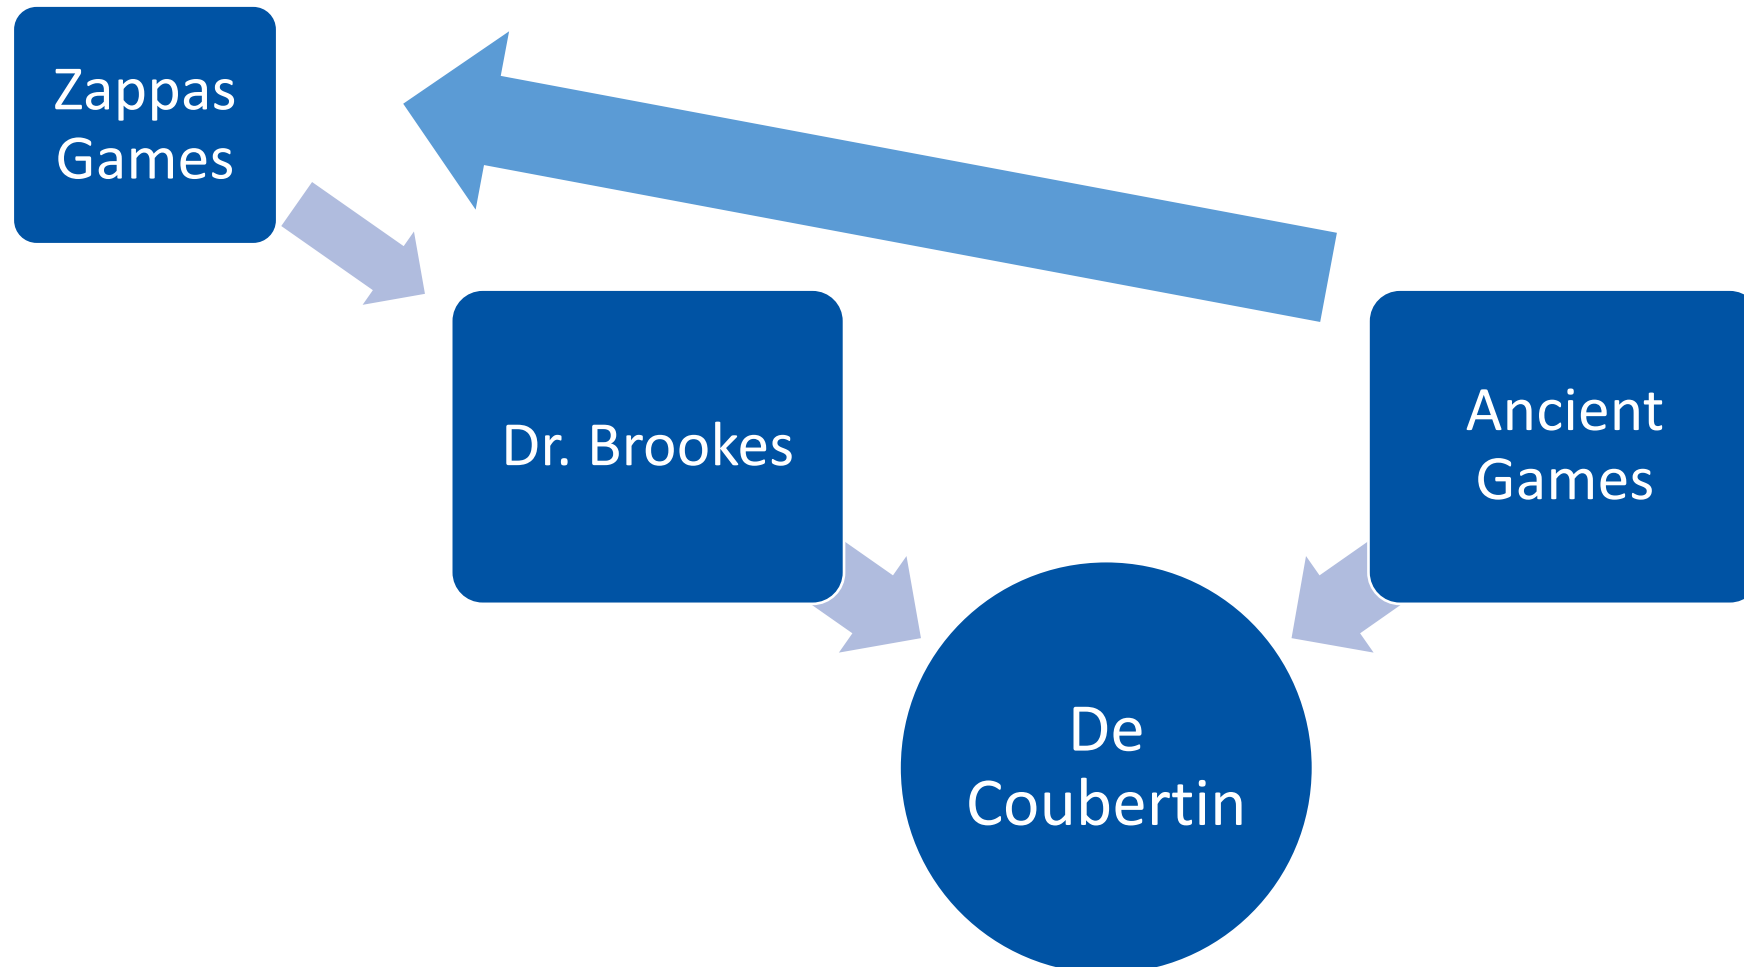 Zappas
Games
Dr. Brookes
Ancient
Games
De
Coubertin